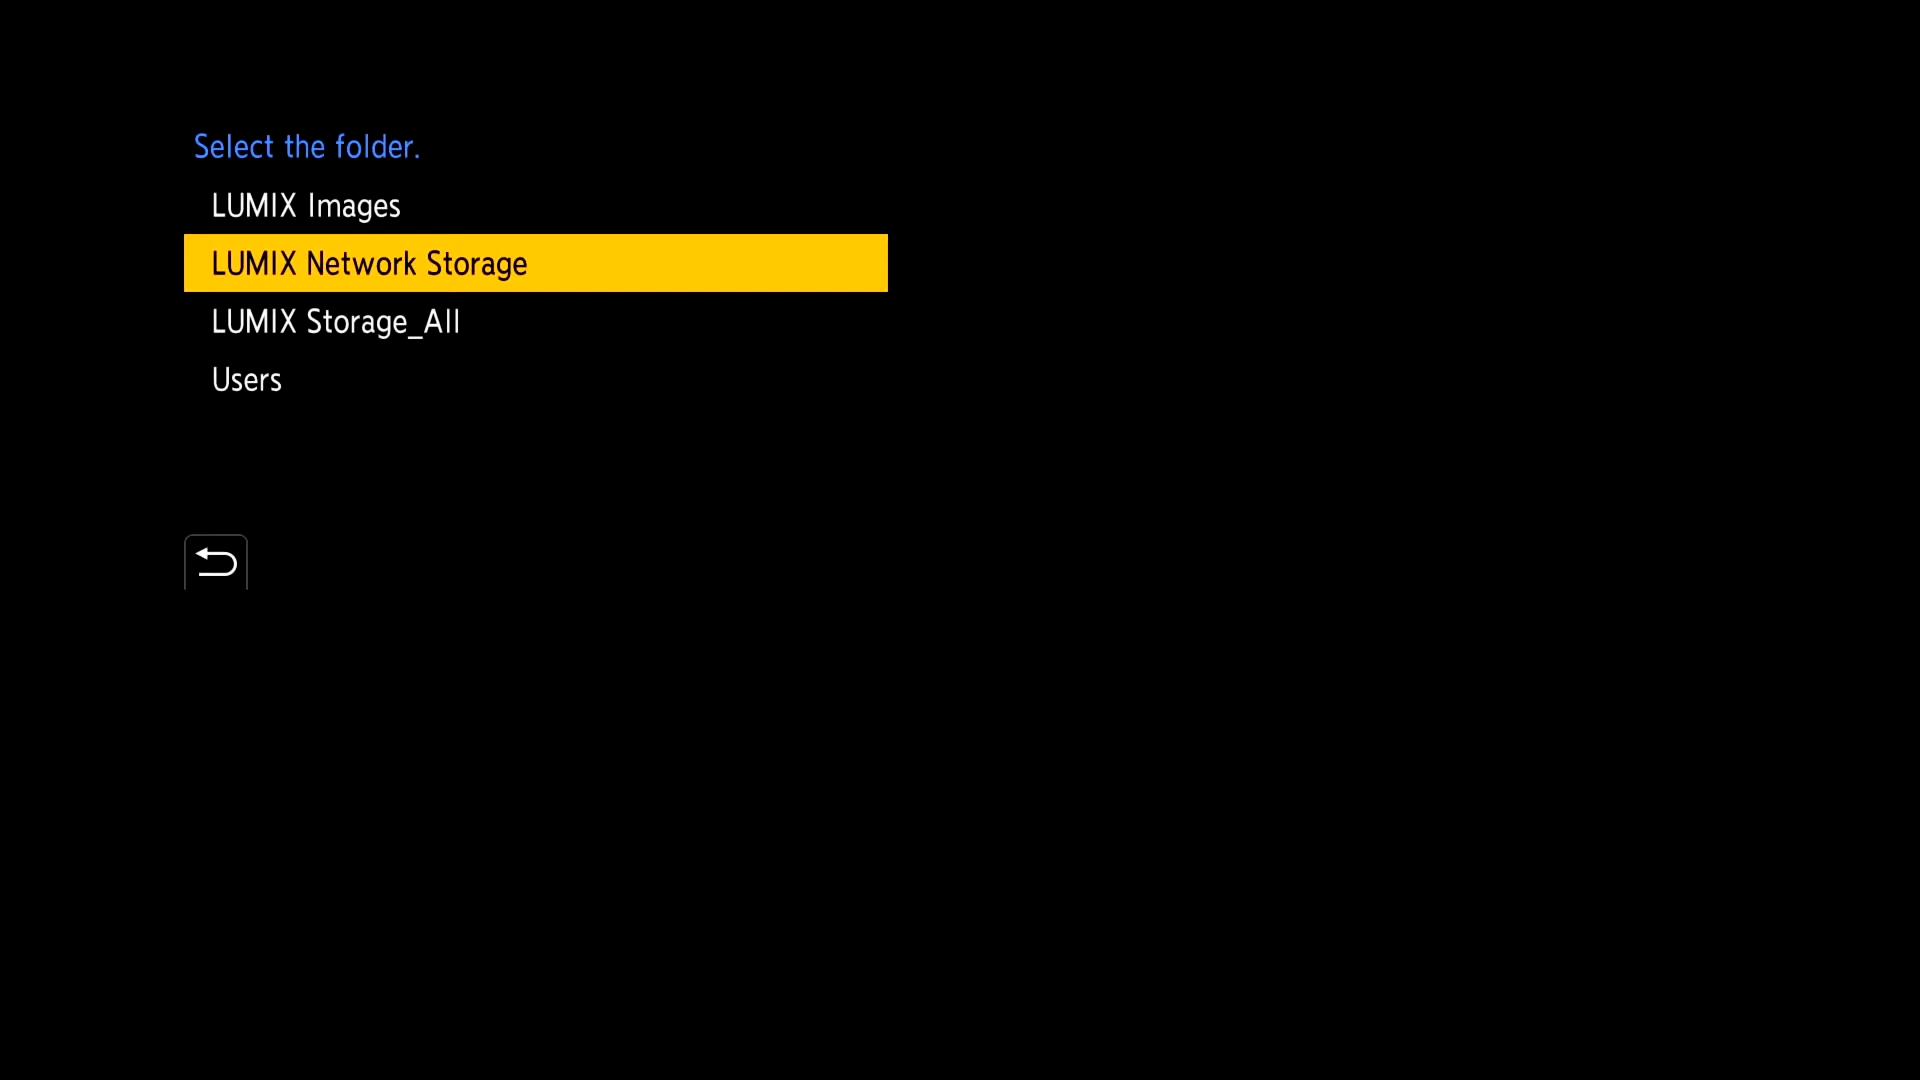 Select the folder.
LUMIX Images
LUMIX Network Storage
LUMIX Storage_All
Users